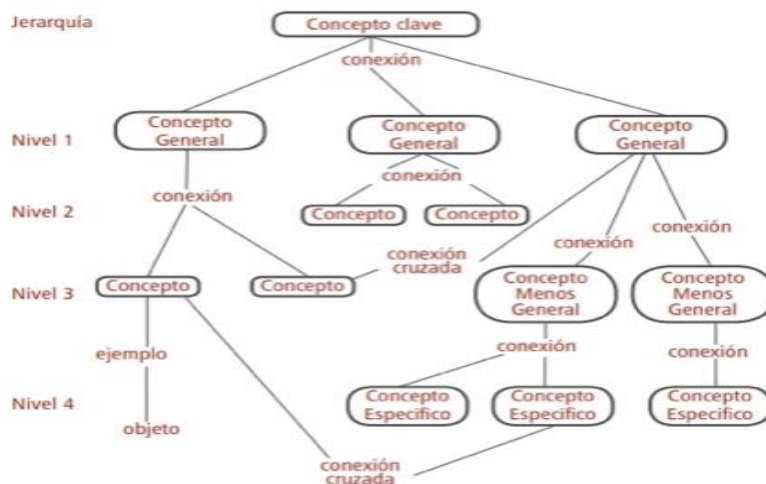 Jerarquía
Concepto clave
conexión
Nivel 1
Concepto
General
Concepto
General
Concepto
General
conexión
conexión
Nivel 2
Concepto
Concepto
conexión
cruzada
conexión
conexión
Nivel 3
Concepto
Concepto
Concepto
Menos
General
Concepto
Menos
General
ejemplo
conexión
conexión
Nivel 4
objeto
Concepto
Especifico
Concepto
Especifico
Concepto
Especifico
conexión
cruzada